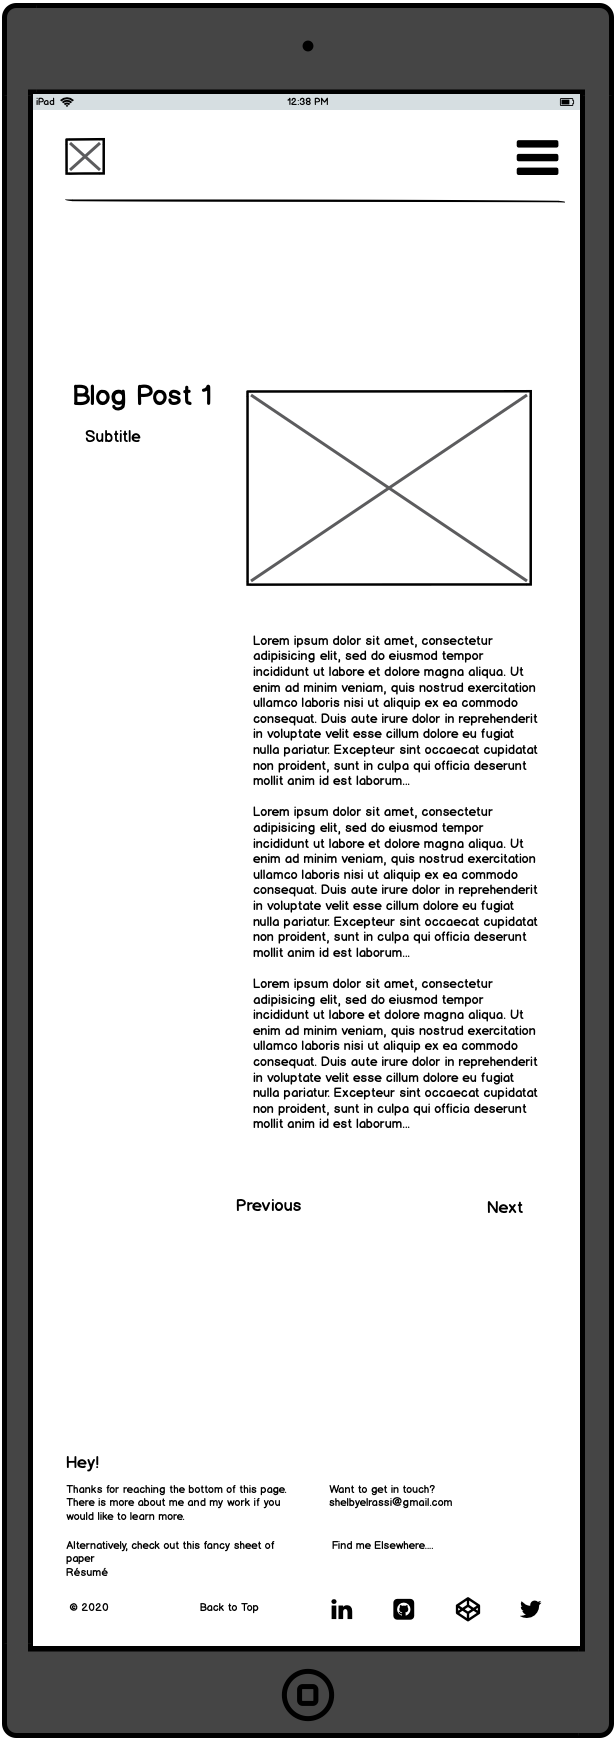 iPad 12:38 PM
Blog Post 1
Subtitle
Lorem ipsum dolor sit amet, consectetur
adipisicing elit, sed do eiusmod tempor
incididunt ut labore et dolore magna aliqua. Ut
enim ad minim veniam, quis nostrud exercitation
ullamco laboris nisi ut aliquip ex ea commodo
consequat. Duis aute irure dolor in reprehenderit
in voluptate velit esse cillum dolore eu fugiat
nulla pariatur. Excepteur sint occaecat cupidatat
non proident, sunt in culpa qui officia deserunt
mollit anim id est laborum...
Lorem ipsum dolor sit amet, consectetur
adipisicing elit, sed do eiusmod tempor
incididunt ut labore et dolore magna aliqua. Ut
enim ad minim veniam, quis nostrud exercitation
ullamco laboris nisi ut aliquip ex ea commodo
consequat. Duis aute irure dolor in reprehenderit
in voluptate velit esse cillum dolore eu fugiat
nulla pariatur. Excepteur sint occaecat cupidatat
non proident, sunt in culpa qui officia deserunt
mollit anim id est laborum...
Lorem ipsum dolor sit amet, consectetur
adipisicing elit, sed do eiusmod tempor
incididunt ut labore et dolore magna aliqua. Ut
enim ad minim veniam, quis nostrud exercitation
ullamco laboris nisi ut aliquip ex ea commodo
consequat. Duis aute irure dolor in reprehenderit
in voluptate velit esse cillum dolore eu fugiat
nulla pariatur. Excepteur sint occaecat cupidatat
non proident, sunt in culpa qui officia deserunt
mollit anim id est laborum...
Previous Next
Hey!
Thanks for reaching the bottom of this page.
There is more about me and my work if you
would like to learn more.
Alternatively, check out this fancy sheet of
paper
Résumé
Want to get in touch?
shelbyelrassi@gmail.com
Find me Elsewhere....
© 2020 Back to Top in